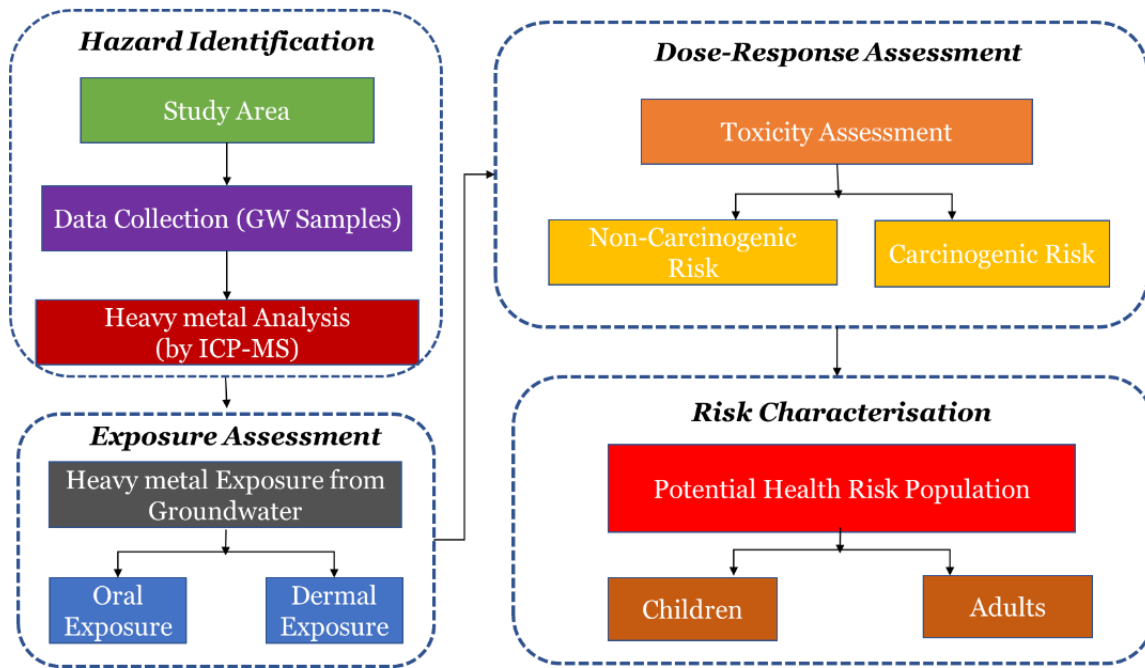 Hazard Identification
Study Area
Data Collection (GW Samples)
Heavy metal Analysis
(by ICP-MS)
Exposure Assessment
Heavy metal Exposure from
Groundwater
Oral
Exposure
Dermal
Exposure
Dose-Response Assessment
Toxicity Assessment
Non-Carcinogenic
Risk
Carcinogenic Risk
Risk Characterisation
Potential Health Risk Population
Children
Adults